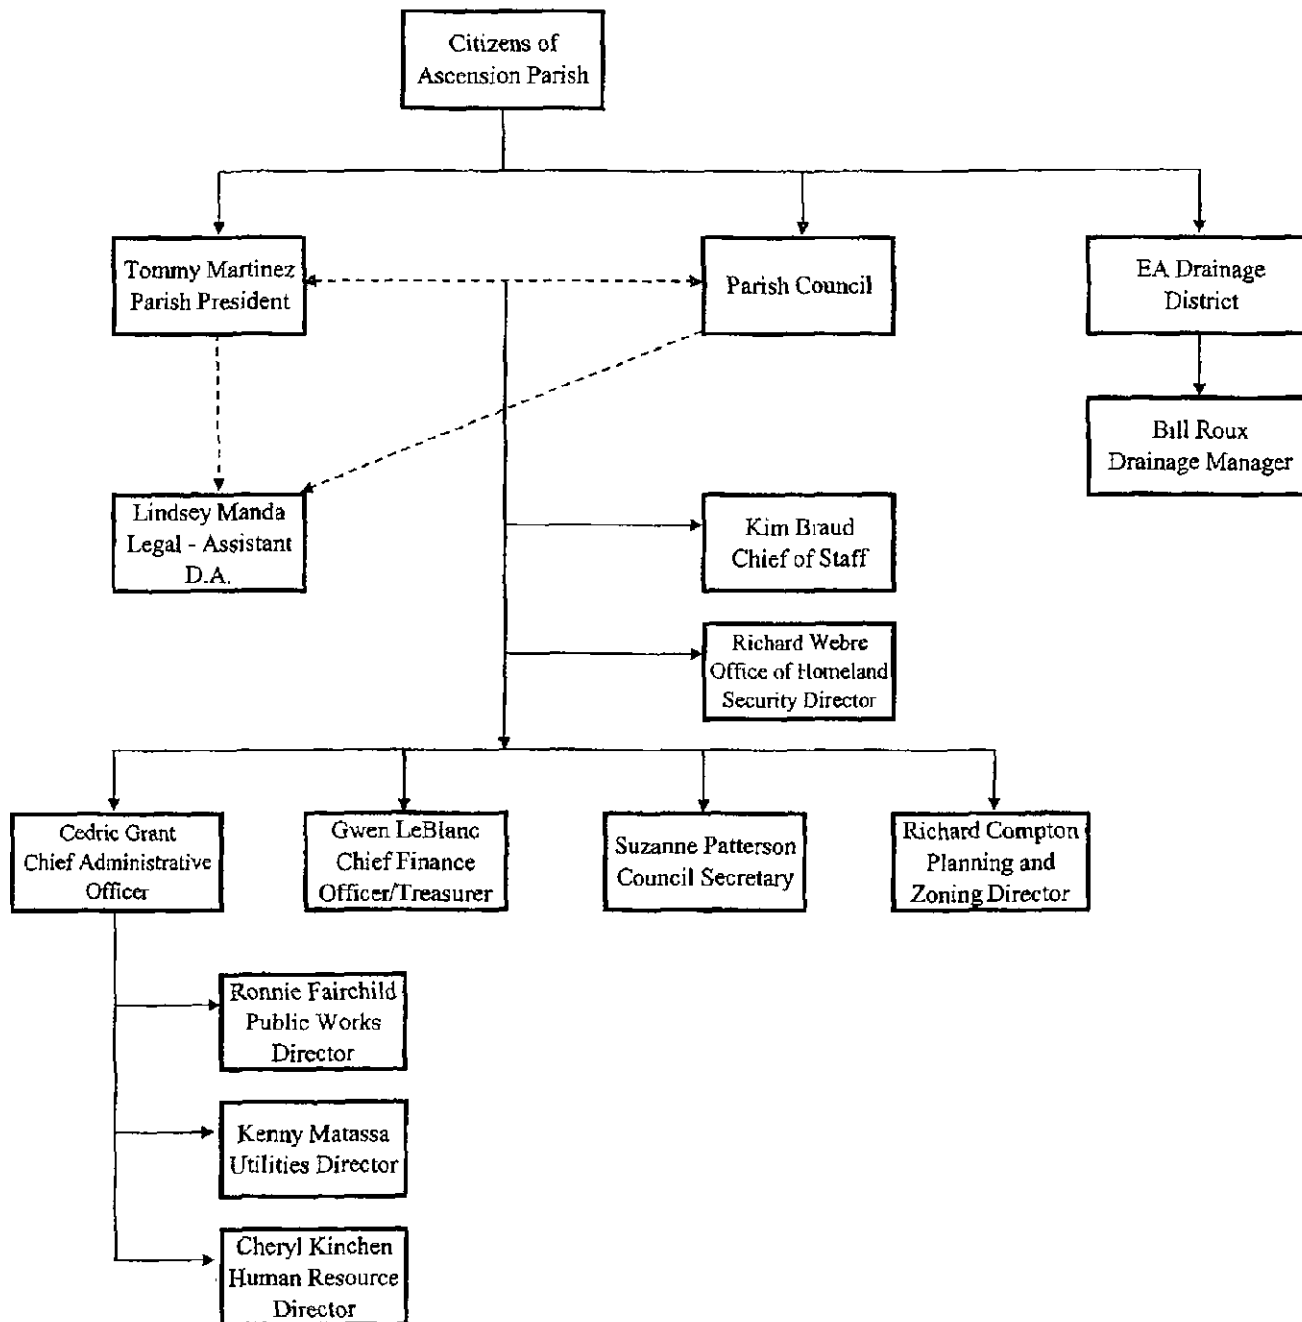 Citizens of
Ascension Parish
Tommy Martinez
Parish President
Parish Council
EA Drainage
District
Bill Roux
Drainage Manager
Lindsey Manda
Legal - Assistant
D.A.
Kim Braud
Chief of Staff
Richard Webre
Office of Homeland
Security Director
Cedric Grant
Chief Administrative
Officer
Gwen LeBlanc
Chief Finance
Officer/Treasurer
Suzanne Patterson
Council Secretary
Richard Compton
Planning and
Zoning Director
Ronnie Fairchild
Public Works
Director
Kenny Matassa
Utilities Director
Cheryl Kinchen
Human Resource
Director